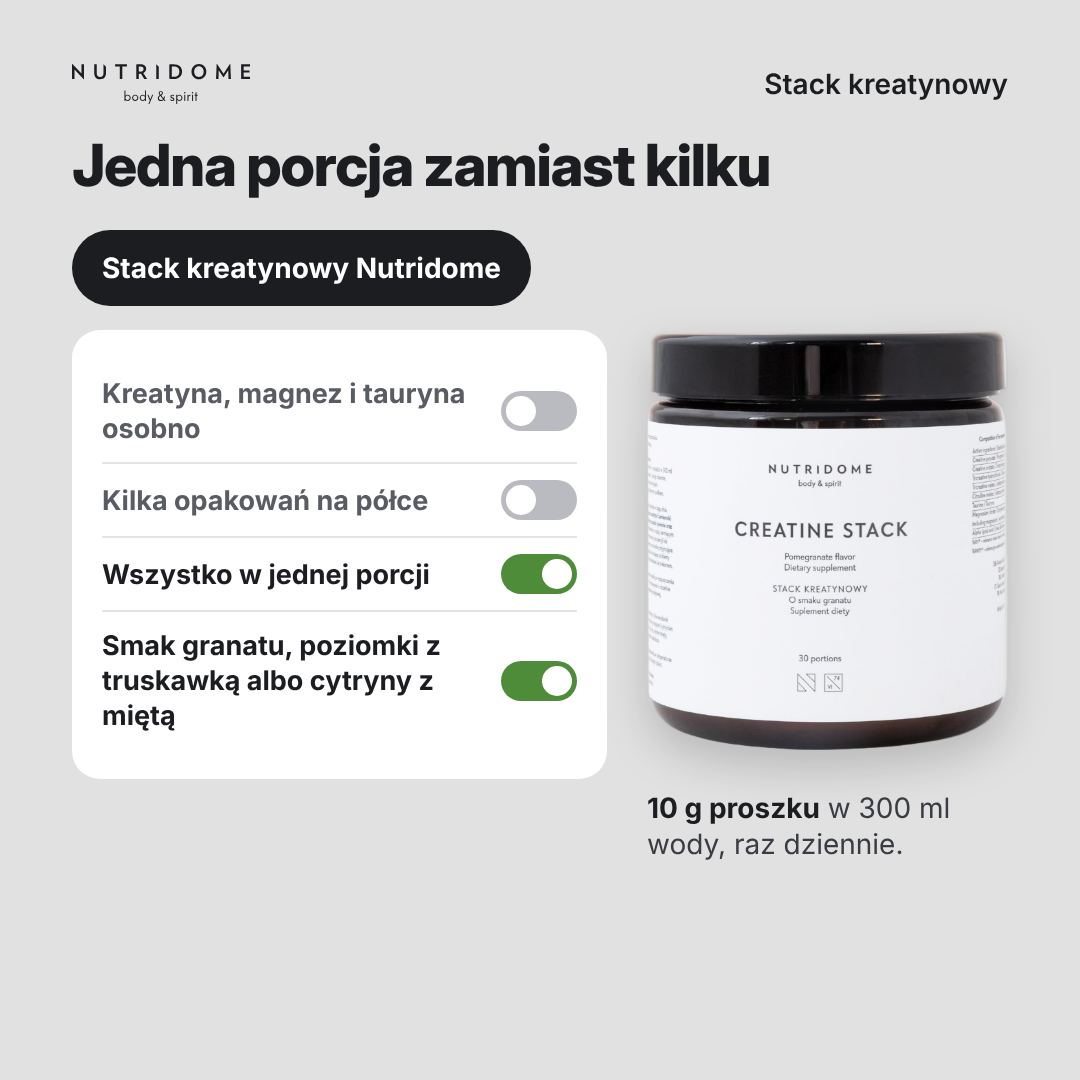 NUTRIDOME
body & spirit
Stack kreatynowy
Jedna porcja zamiast kilku
Stack kreatynowy Nutridome
Kreatyna, magnez i tauryna
osobno
Kilka opakowań na półce
Wszystko w jednej porcji
Smak granatu, poziomki z
truskawką albo cytryny z
miętą
NUTRIDOME
body & spirit
CREATINE STACK
Pomegranate flavor
Dietary supplement
STACK KREATYNOWY
O smaku granatu
Suplement diety
30 portions
10 g proszku w 300 ml
wody, raz dziennie.